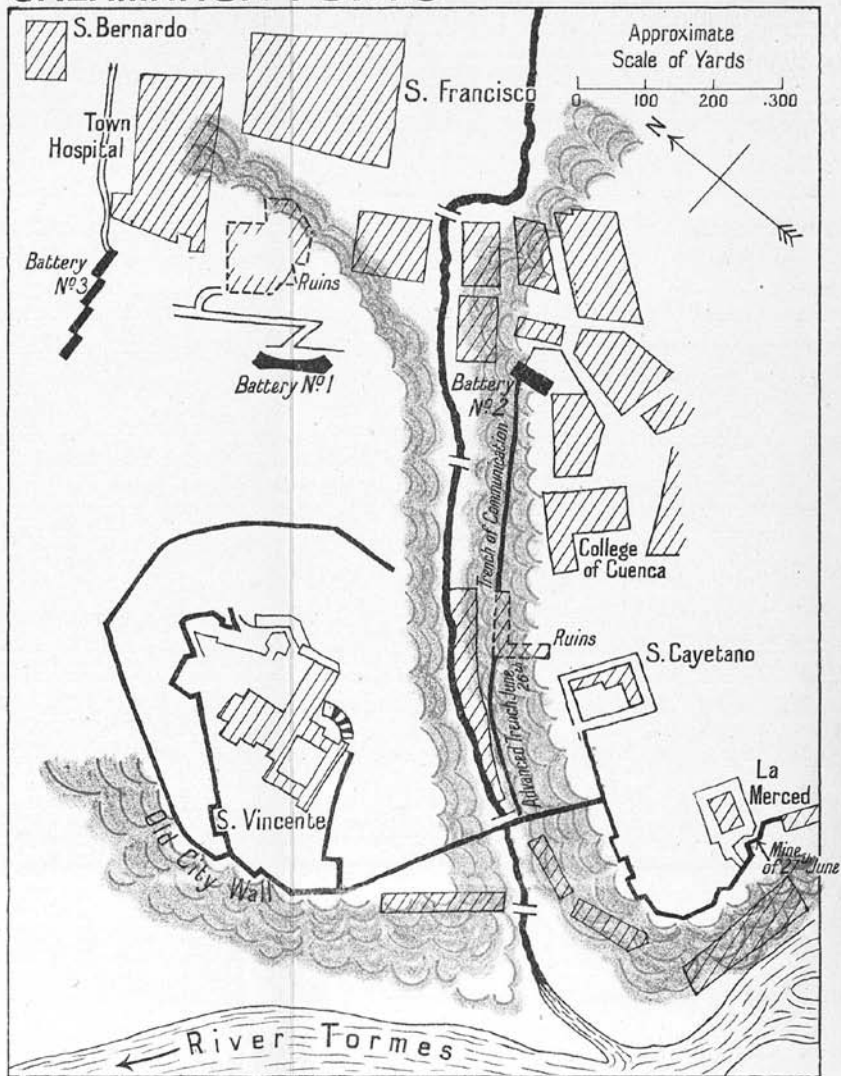 S. Bernardo
Approximate
Scale of Yards
0 100 200 300
S. Francisco
N
Town
Hospital
Battery
Nº3
Ruins
Battery Nº1
Battery
Nº2
Trench of Communication
College
of Cuenca
Ruins
S. Cayetano
Advanced Trench June
26th
La
Merced
Mine
of 27th June
S. Vincente
Old City Wall
River Tormes